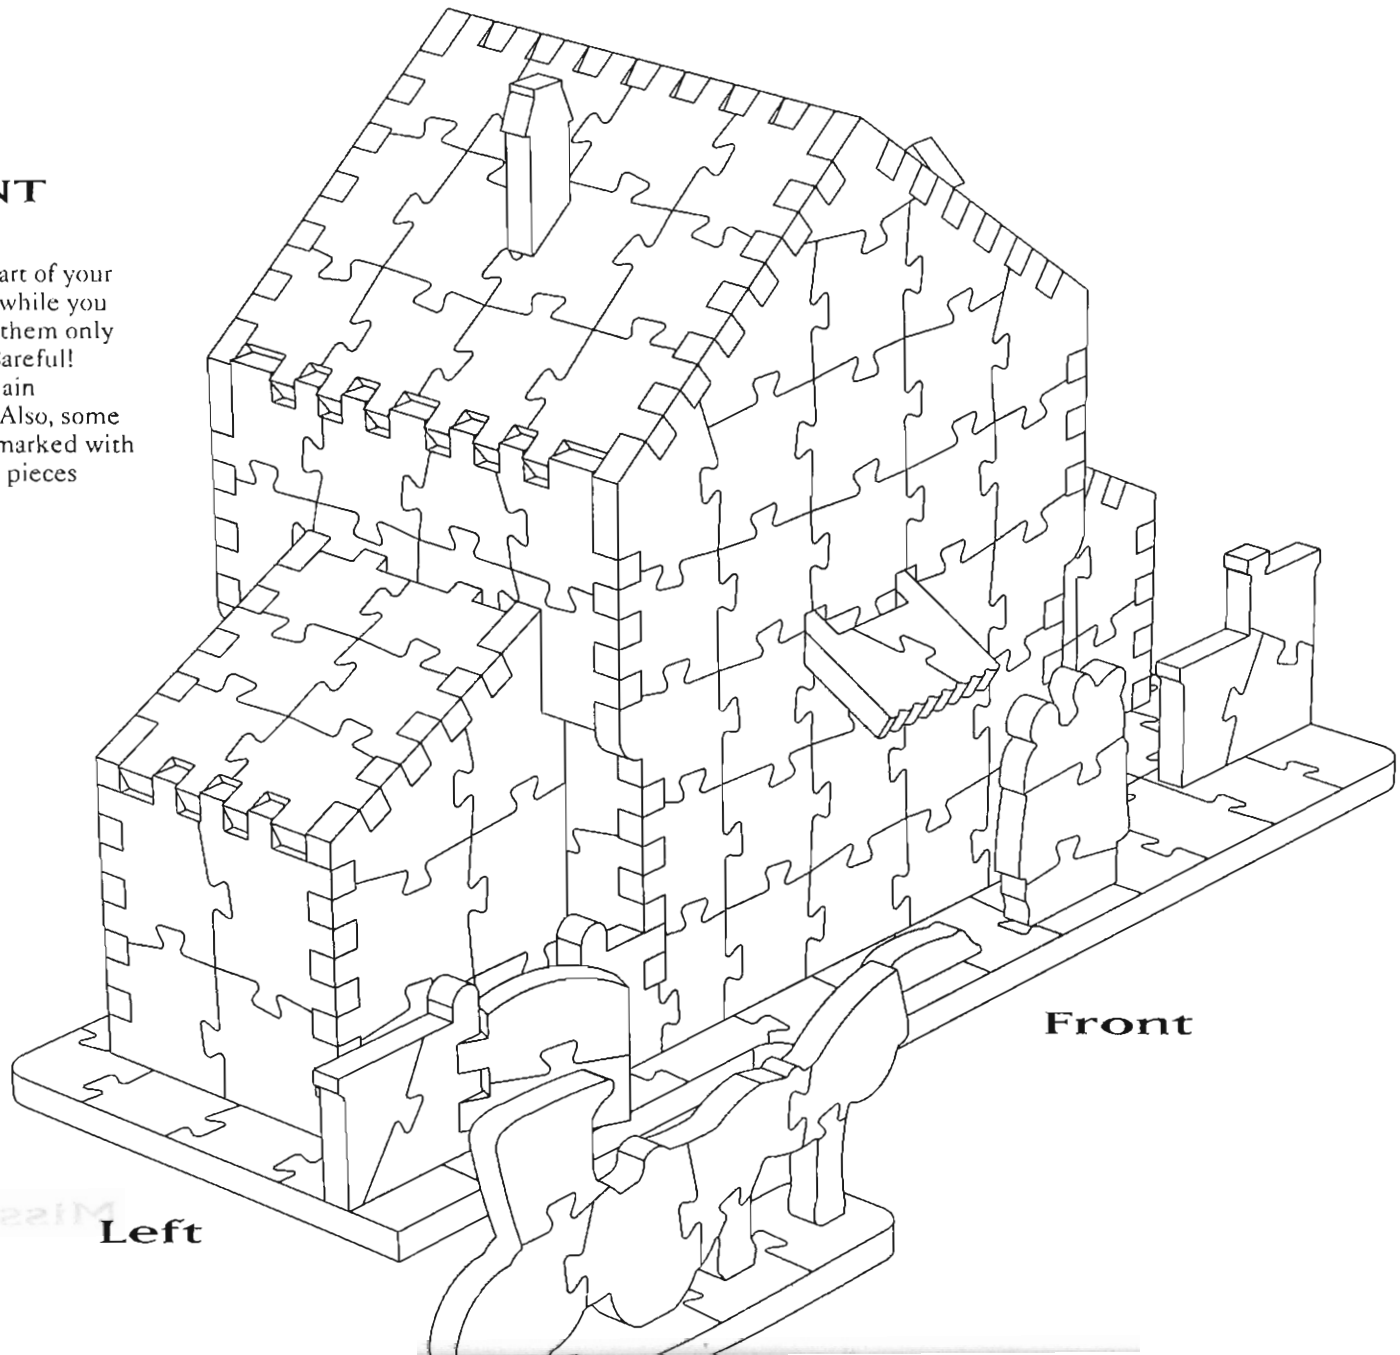 NT
art of your
while you
them only
careful!
ain
Also, some
marked with
pieces
Front
Left